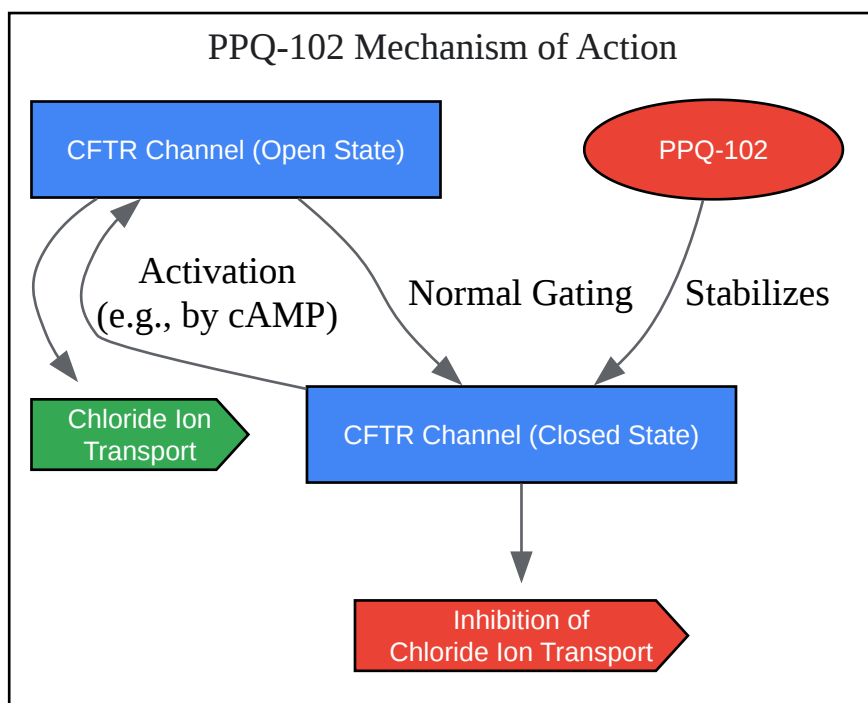 PPQ-102 Mechanism of Action
CFTR Channel (Open State)
PPQ-102
Activation
(e.g., by cAMP)
Normal Gating
Stabilizes
Chloride Ion
Transport
CFTR Channel (Closed State)
Inhibition of
Chloride Ion Transport